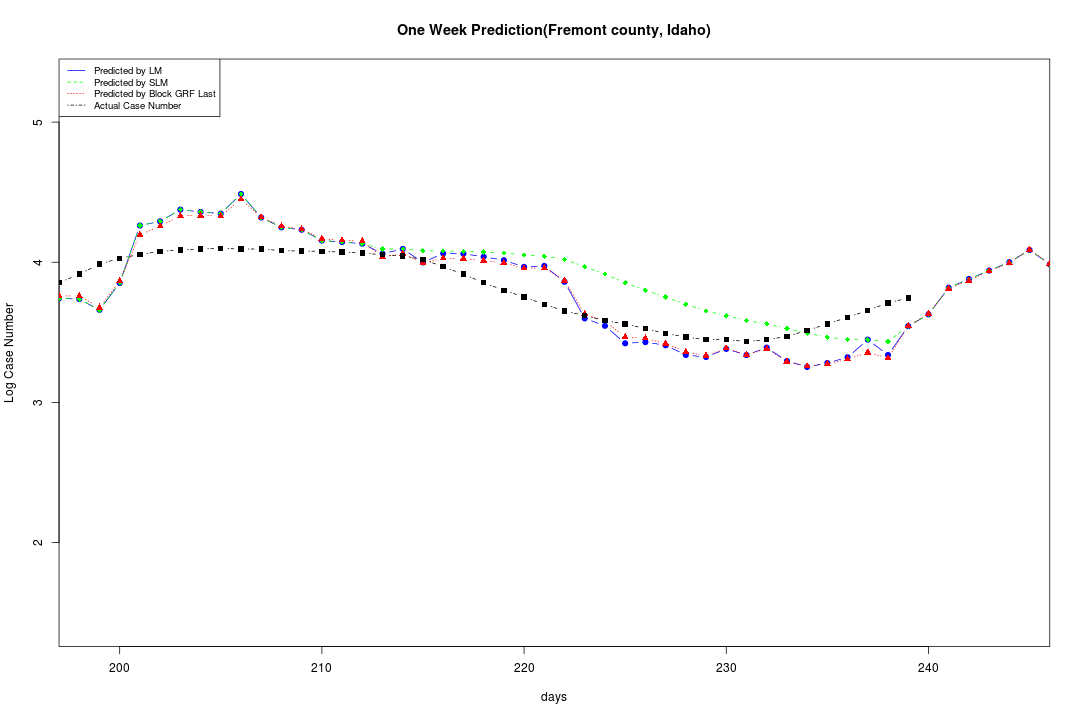 One Week Prediction(Fremont county, Idaho)
Predicted by LM
Predicted by SLM
Predicted by Block GRF Last
Actual Case Number
Log Case Number
5
4
3
2
200 210 220 230 240
days